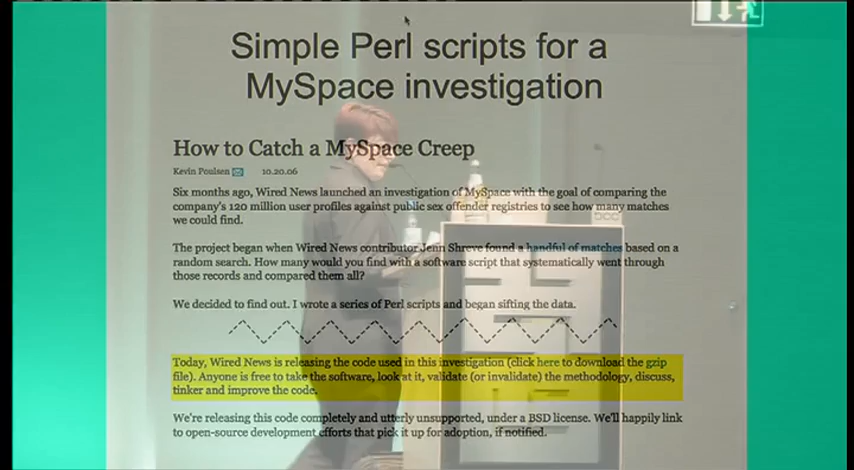 Simple Perl scripts for a
MySpace investigation
How to Catch a MySpace Creep
Kevin Poulsen 10.20.06
Six months ago, Wired News launched an investigation of MySpace with the goal of comparing the
company's 120 million user profiles against public sex offender registries to see how many matches
we could find.
The project began when Wired News contributor Jenn Shreve found a handful of matches based on a
random search. How many would you find with a software script that systematically went through
those records and compared them all?
We decided to find out. I wrote a series of Perl scripts and began sifting the data.
Today, Wired News is releasing the code used in this investigation (click here to download the gzip
file). Anyone is free to take the software, look at it, validate (or invalidate) the methodology, discuss,
tinker and improve the code.
We're releasing this code completely and utterly unsupported, under a BSD license. We'll happily link
to open-source development efforts that pick it up for adoption, if notified.